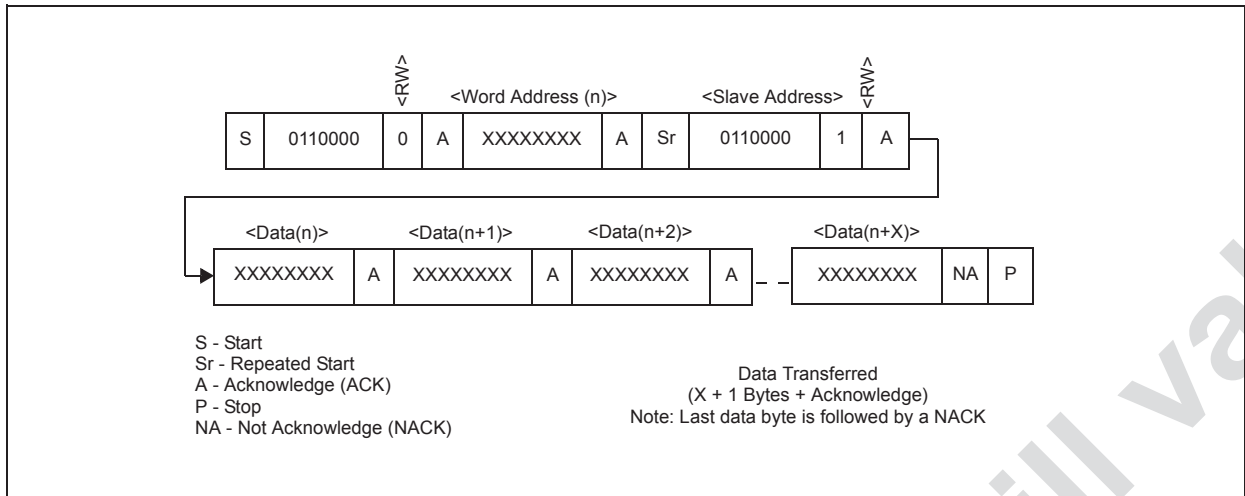 <RW>
<Word Address (n)>
<Slave Address>
<RW>
S 0110000 0 A XXXXXXXX A Sr 0110000 1 A
<Data(n)> <Data(n+1)> <Data(n+2)> <Data(n+X)>
XXXXXXXX A XXXXXXXX A XXXXXXXX A XXXXXXXX NA P
S - Start
Sr - Repeated Start
A - Acknowledge (ACK)
P - Stop
NA - Not Acknowledge (NACK)
Data Transferred
(X + 1 Bytes + Acknowledge)
Note: Last data byte is followed by a NACK